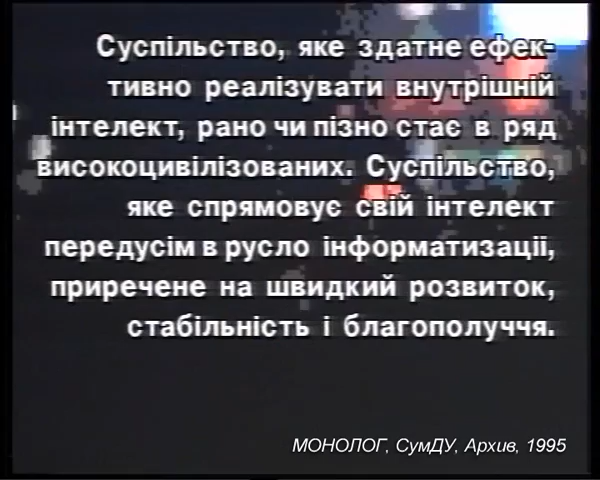 Суспільство, яке здатне ефек-
тивно реалізувати внутрішній
інтелект, рано чи пізно стає в ряд
високоцивілізованих. Суспільство,
яке спрямовує свій інтелект
передусім в русло інформатизаціі,
приречене на швидкий розвиток,
стабільність і благополуччя.
МОНОЛОГ, СумДУ, Архив, 1995